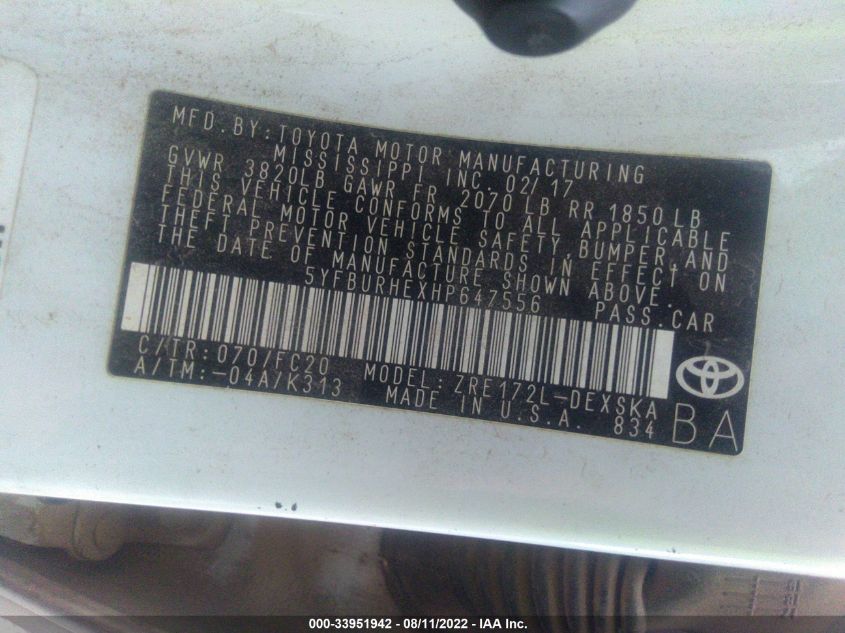 MFD. BY: TOYOTA MOTOR MANUFACTURING
MISSISSIPPI INC. 02/17
GVWR 3820LB GAWR FR 2070 LB RR 1850 LB
THIS VEHICLE CONFORMS TO ALL APPLICABLE
FEDERAL MOTOR VEHICLE SAFETY, BUMPER, AND
THEFT PREVENTION STANDARDS IN EFFECT ON
THE DATE OF MANUFACTURE SHOWN ABOVE.
5YFBURHEXHP647556 PASS. CAR
C/TR: 070/FC20 MODEL: ZRE172L-DEXSKA
A/TM: -04A/K313 MADE IN U.S.A. 834
BA
000-33951942 - 08/11/2022 - IAA Inc.